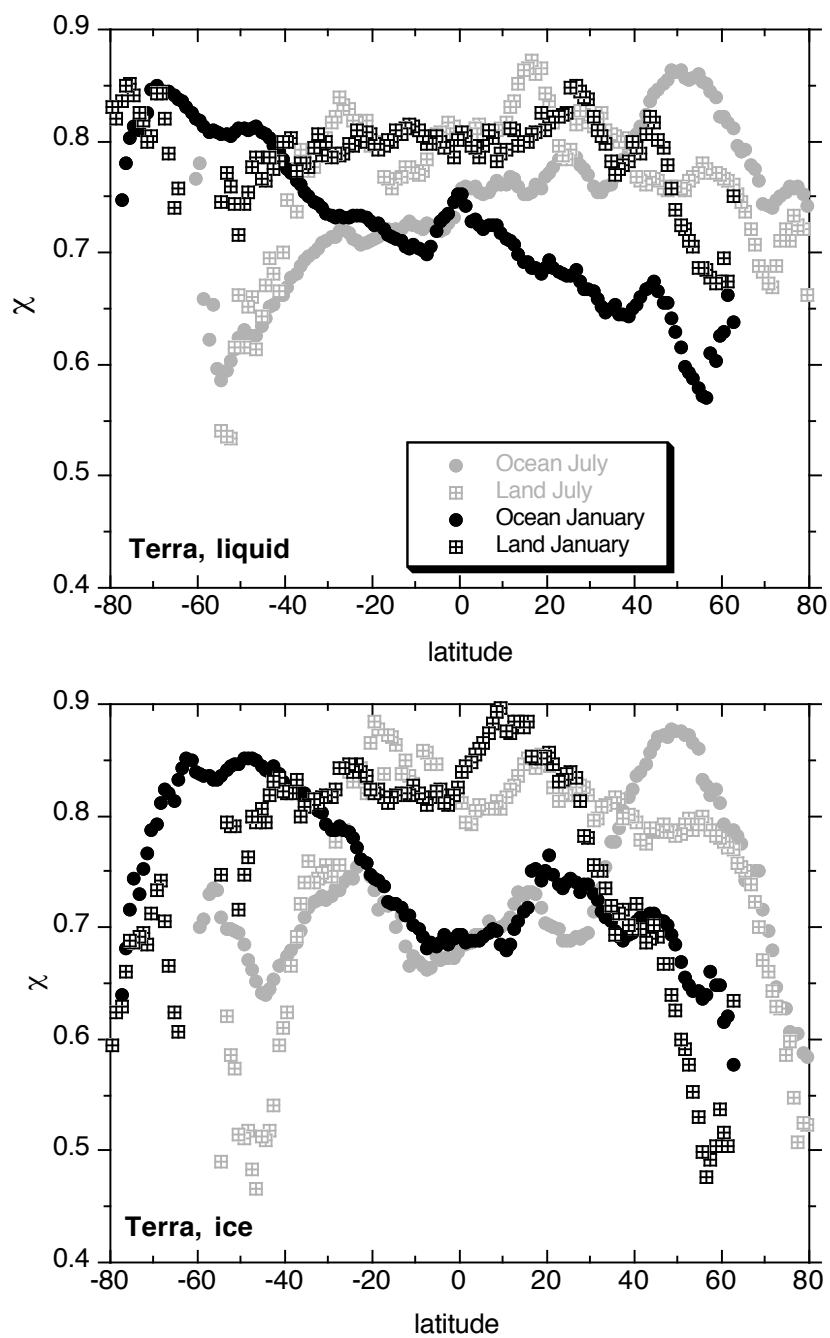 0.9
0.8
0.7
χ
0.6
0.5
0.4
Ocean July
Land July
Ocean January
Land January
Terra, liquid
-80 -60 -40 -20 0 20 40 60 80
latitude
0.9
0.8
0.7
χ
0.6
0.5
0.4
Terra, ice
-80 -60 -40 -20 0 20 40 60 80
latitude